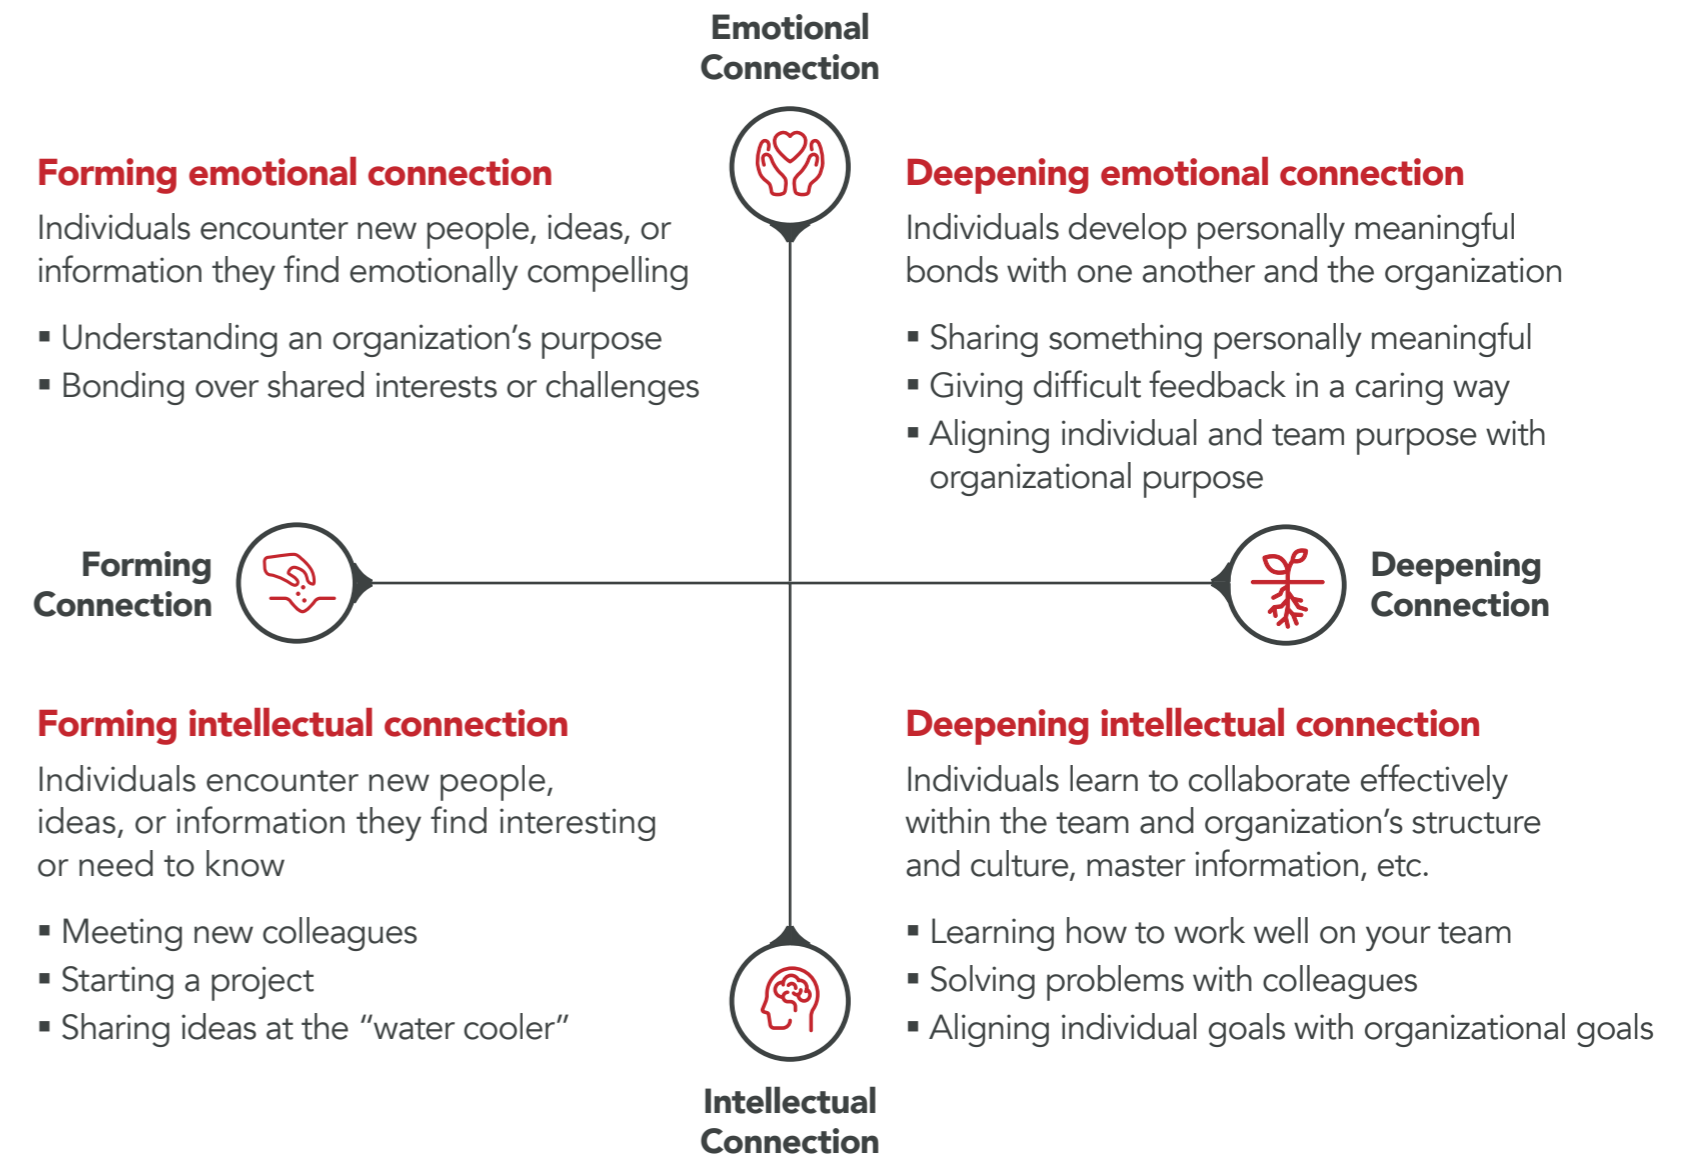 Emotional
Connection
Forming emotional connection
Individuals encounter new people, ideas, or
information they find emotionally compelling
▪ Understanding an organization’s purpose
▪ Bonding over shared interests or challenges
Deepening emotional connection
Individuals develop personally meaningful
bonds with one another and the organization
▪ Sharing something personally meaningful
▪ Giving difficult feedback in a caring way
▪ Aligning individual and team purpose with
organizational purpose
Forming
Connection
Deepening
Connection
Forming intellectual connection
Individuals encounter new people,
ideas, or information they find interesting
or need to know
▪ Meeting new colleagues
▪ Starting a project
▪ Sharing ideas at the “water cooler”
Deepening intellectual connection
Individuals learn to collaborate effectively
within the team and organization’s structure
and culture, master information, etc.
▪ Learning how to work well on your team
▪ Solving problems with colleagues
▪ Aligning individual goals with organizational goals
Intellectual
Connection